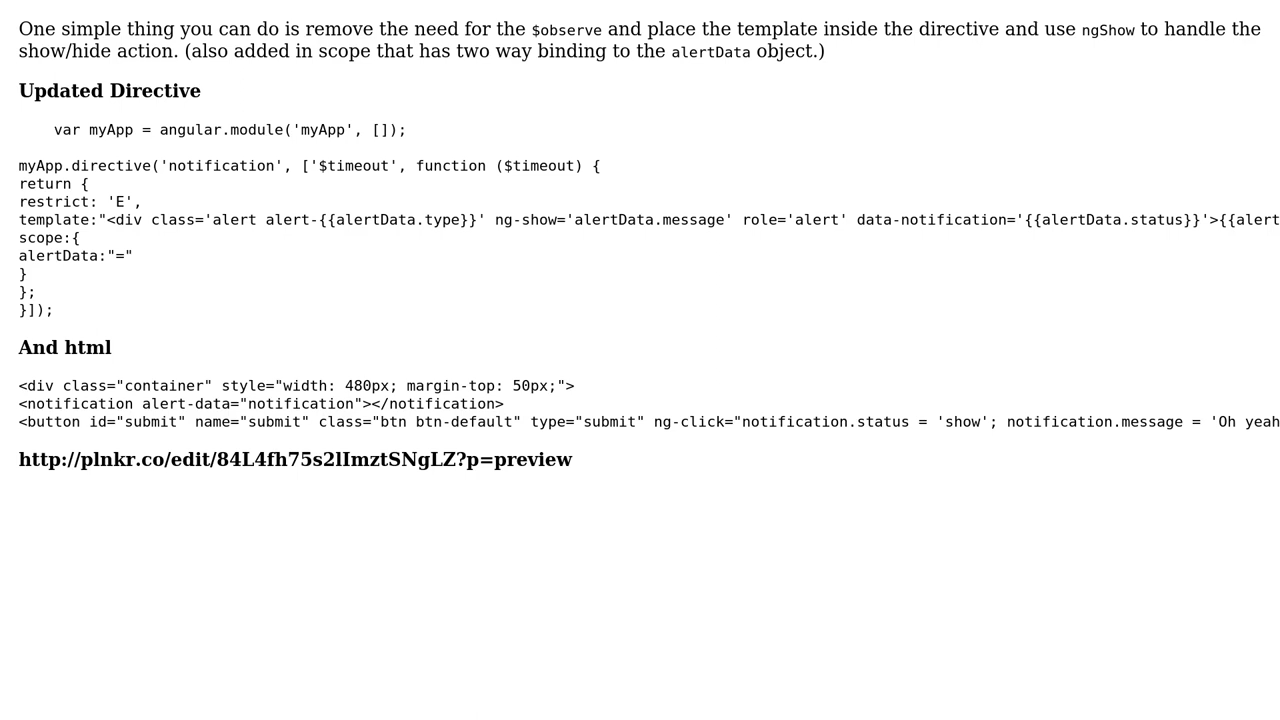 One simple thing you can do is remove the need for the $observe and place the template inside the directive and use ngShow to handle the
show/hide action. (also added in scope that has two way binding to the alertData object.)
Updated Directive
var myApp = angular.module('myApp', []);
myApp.directive('notification', ['$timeout', function ($timeout) {
return {
restrict: 'E',
template:"<div class='alert alert-{{alertData.type}}' ng-show='alertData.message' role='alert' data-notification='{{alertData.status}}'>{{alert
scope:{
alertData:"="
}
};
}]);
And html
<div class="container" style="width: 480px; margin-top: 50px;">
<notification alert-data="notification"></notification>
<button id="submit" name="submit" class="btn btn-default" type="submit" ng-click="notification.status = 'show'; notification.message = 'Oh yeah
http://plnkr.co/edit/84L4fh75s2lImztSNgLZ?p=preview